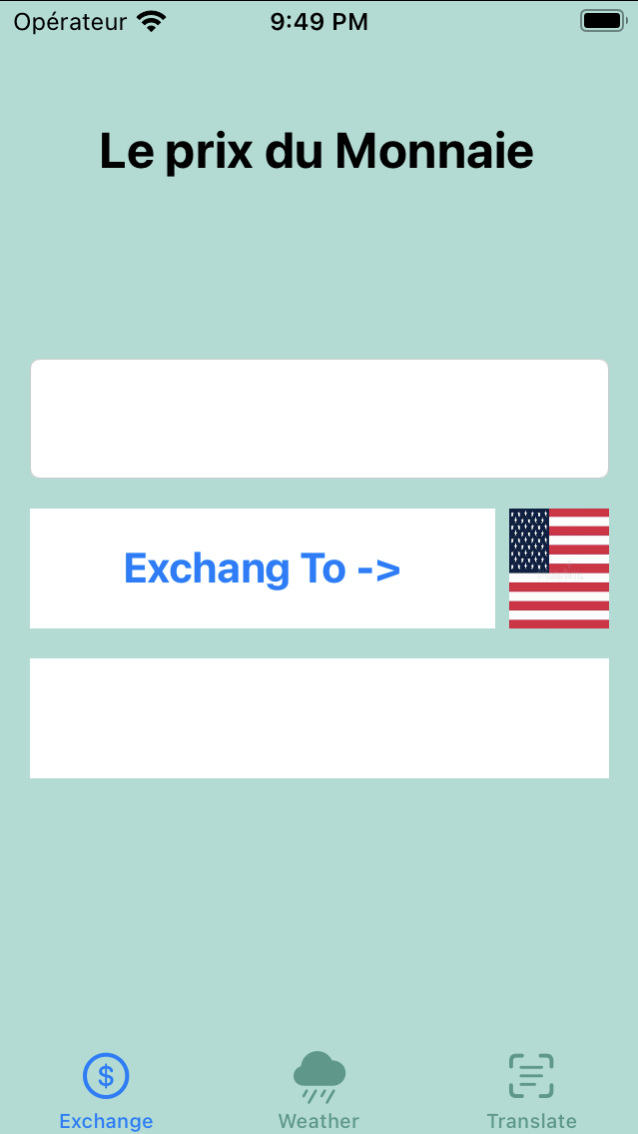 Opérateur 9:49 PM
Le prix du Monnaie
Exchang To ->
$
Exchange Weather Translate